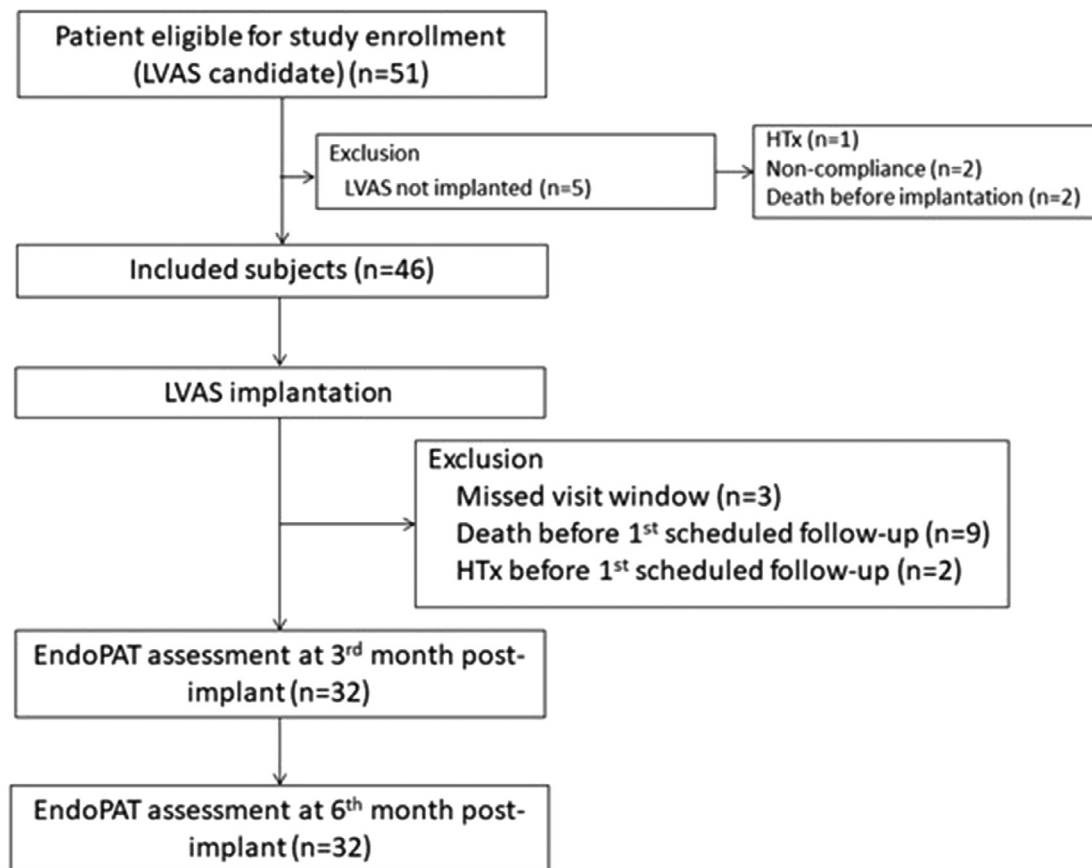 Patient eligible for study enrollment
(LVAS candidate) (n=51)
Exclusion
LVAS not implanted (n=5)
HTx (n=1)
Non-compliance (n=2)
Death before implantation (n=2)
Included subjects (n=46)
LVAS implantation
Exclusion
Missed visit window (n=3)
Death before 1st scheduled follow-up (n=9)
HTx before 1st scheduled follow-up (n=2)
EndoPAT assessment at 3rd month post-
implant (n=32)
EndoPAT assessment at 6th month post-
implant (n=32)